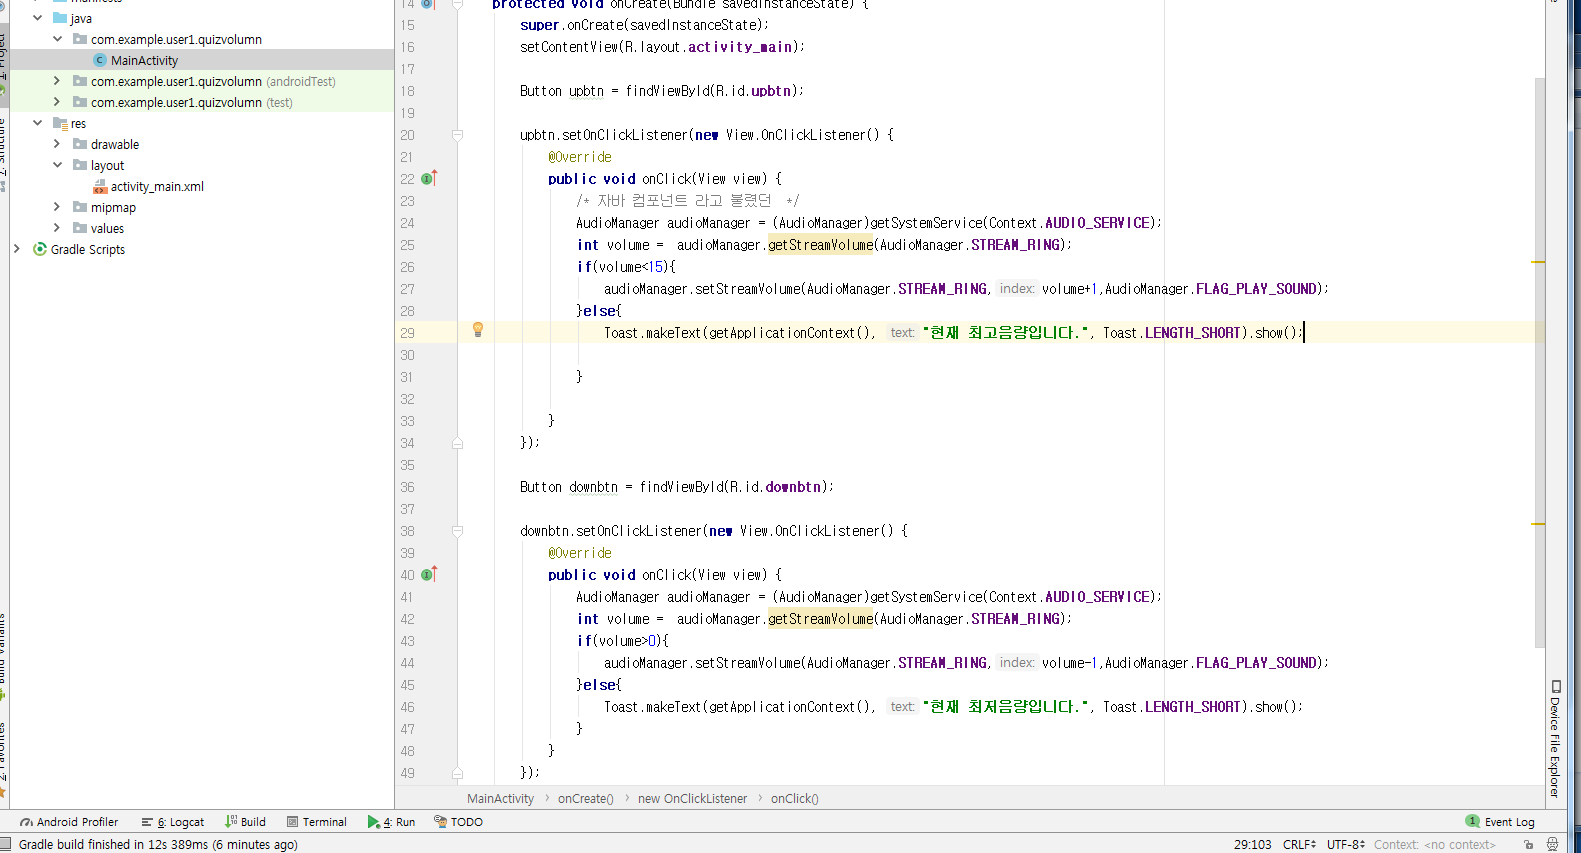 java
com.example.user1.quizvolumn
MainActivity
com.example.user1.quizvolumn (androidTest)
com.example.user1.quizvolumn (test)
res
drawable
layout
activity_main.xml
mipmap
values
Gradle Scripts
14 protected void onCreate(Bundle savedInstanceState) {
15 super.onCreate(savedInstanceState);
16 setContentView(R.layout.activity_main);
17
18 Button upbtn = findViewById(R.id.upbtn);
19
20 upbtn.setOnClickListener(new View.OnClickListener() {
21 @Override
22 public void onClick(View view) {
23 /* 자바 컴포넌트 라고 불렸던 */
24 AudioManager audioManager = (AudioManager)getSystemService(Context.AUDIO_SERVICE);
25 int volume = audioManager.getStreamVolume(AudioManager.STREAM_RING);
26 if(volume<15){
27 audioManager.setStreamVolume(AudioManager.STREAM_RING, index: volume+1,AudioManager.FLAG_PLAY_SOUND);
28 }else{
29 Toast.makeText(getApplicationContext(), text: "현재 최고음량입니다.", Toast.LENGTH_SHORT).show();
30
31 }
32
33 }
34 });
35
36 Button downbtn = findViewById(R.id.downbtn);
37
38 downbtn.setOnClickListener(new View.OnClickListener() {
39 @Override
40 public void onClick(View view) {
41 AudioManager audioManager = (AudioManager)getSystemService(Context.AUDIO_SERVICE);
42 int volume = audioManager.getStreamVolume(AudioManager.STREAM_RING);
43 if(volume>0){
44 audioManager.setStreamVolume(AudioManager.STREAM_RING, index: volume-1,AudioManager.FLAG_PLAY_SOUND);
45 }else{
46 Toast.makeText(getApplicationContext(), text: "현재 최저음량입니다.", Toast.LENGTH_SHORT).show();
47 }
48 }
49 });
Device File Explorer
MainActivity › onCreate() › new OnClickListener › onClick()
Android Profiler 6: Logcat Build Terminal 4: Run TODO 1 Event Log
Gradle build finished in 12s 389ms (6 minutes ago) 29:103 CRLF UTF-8 Context: <no context>